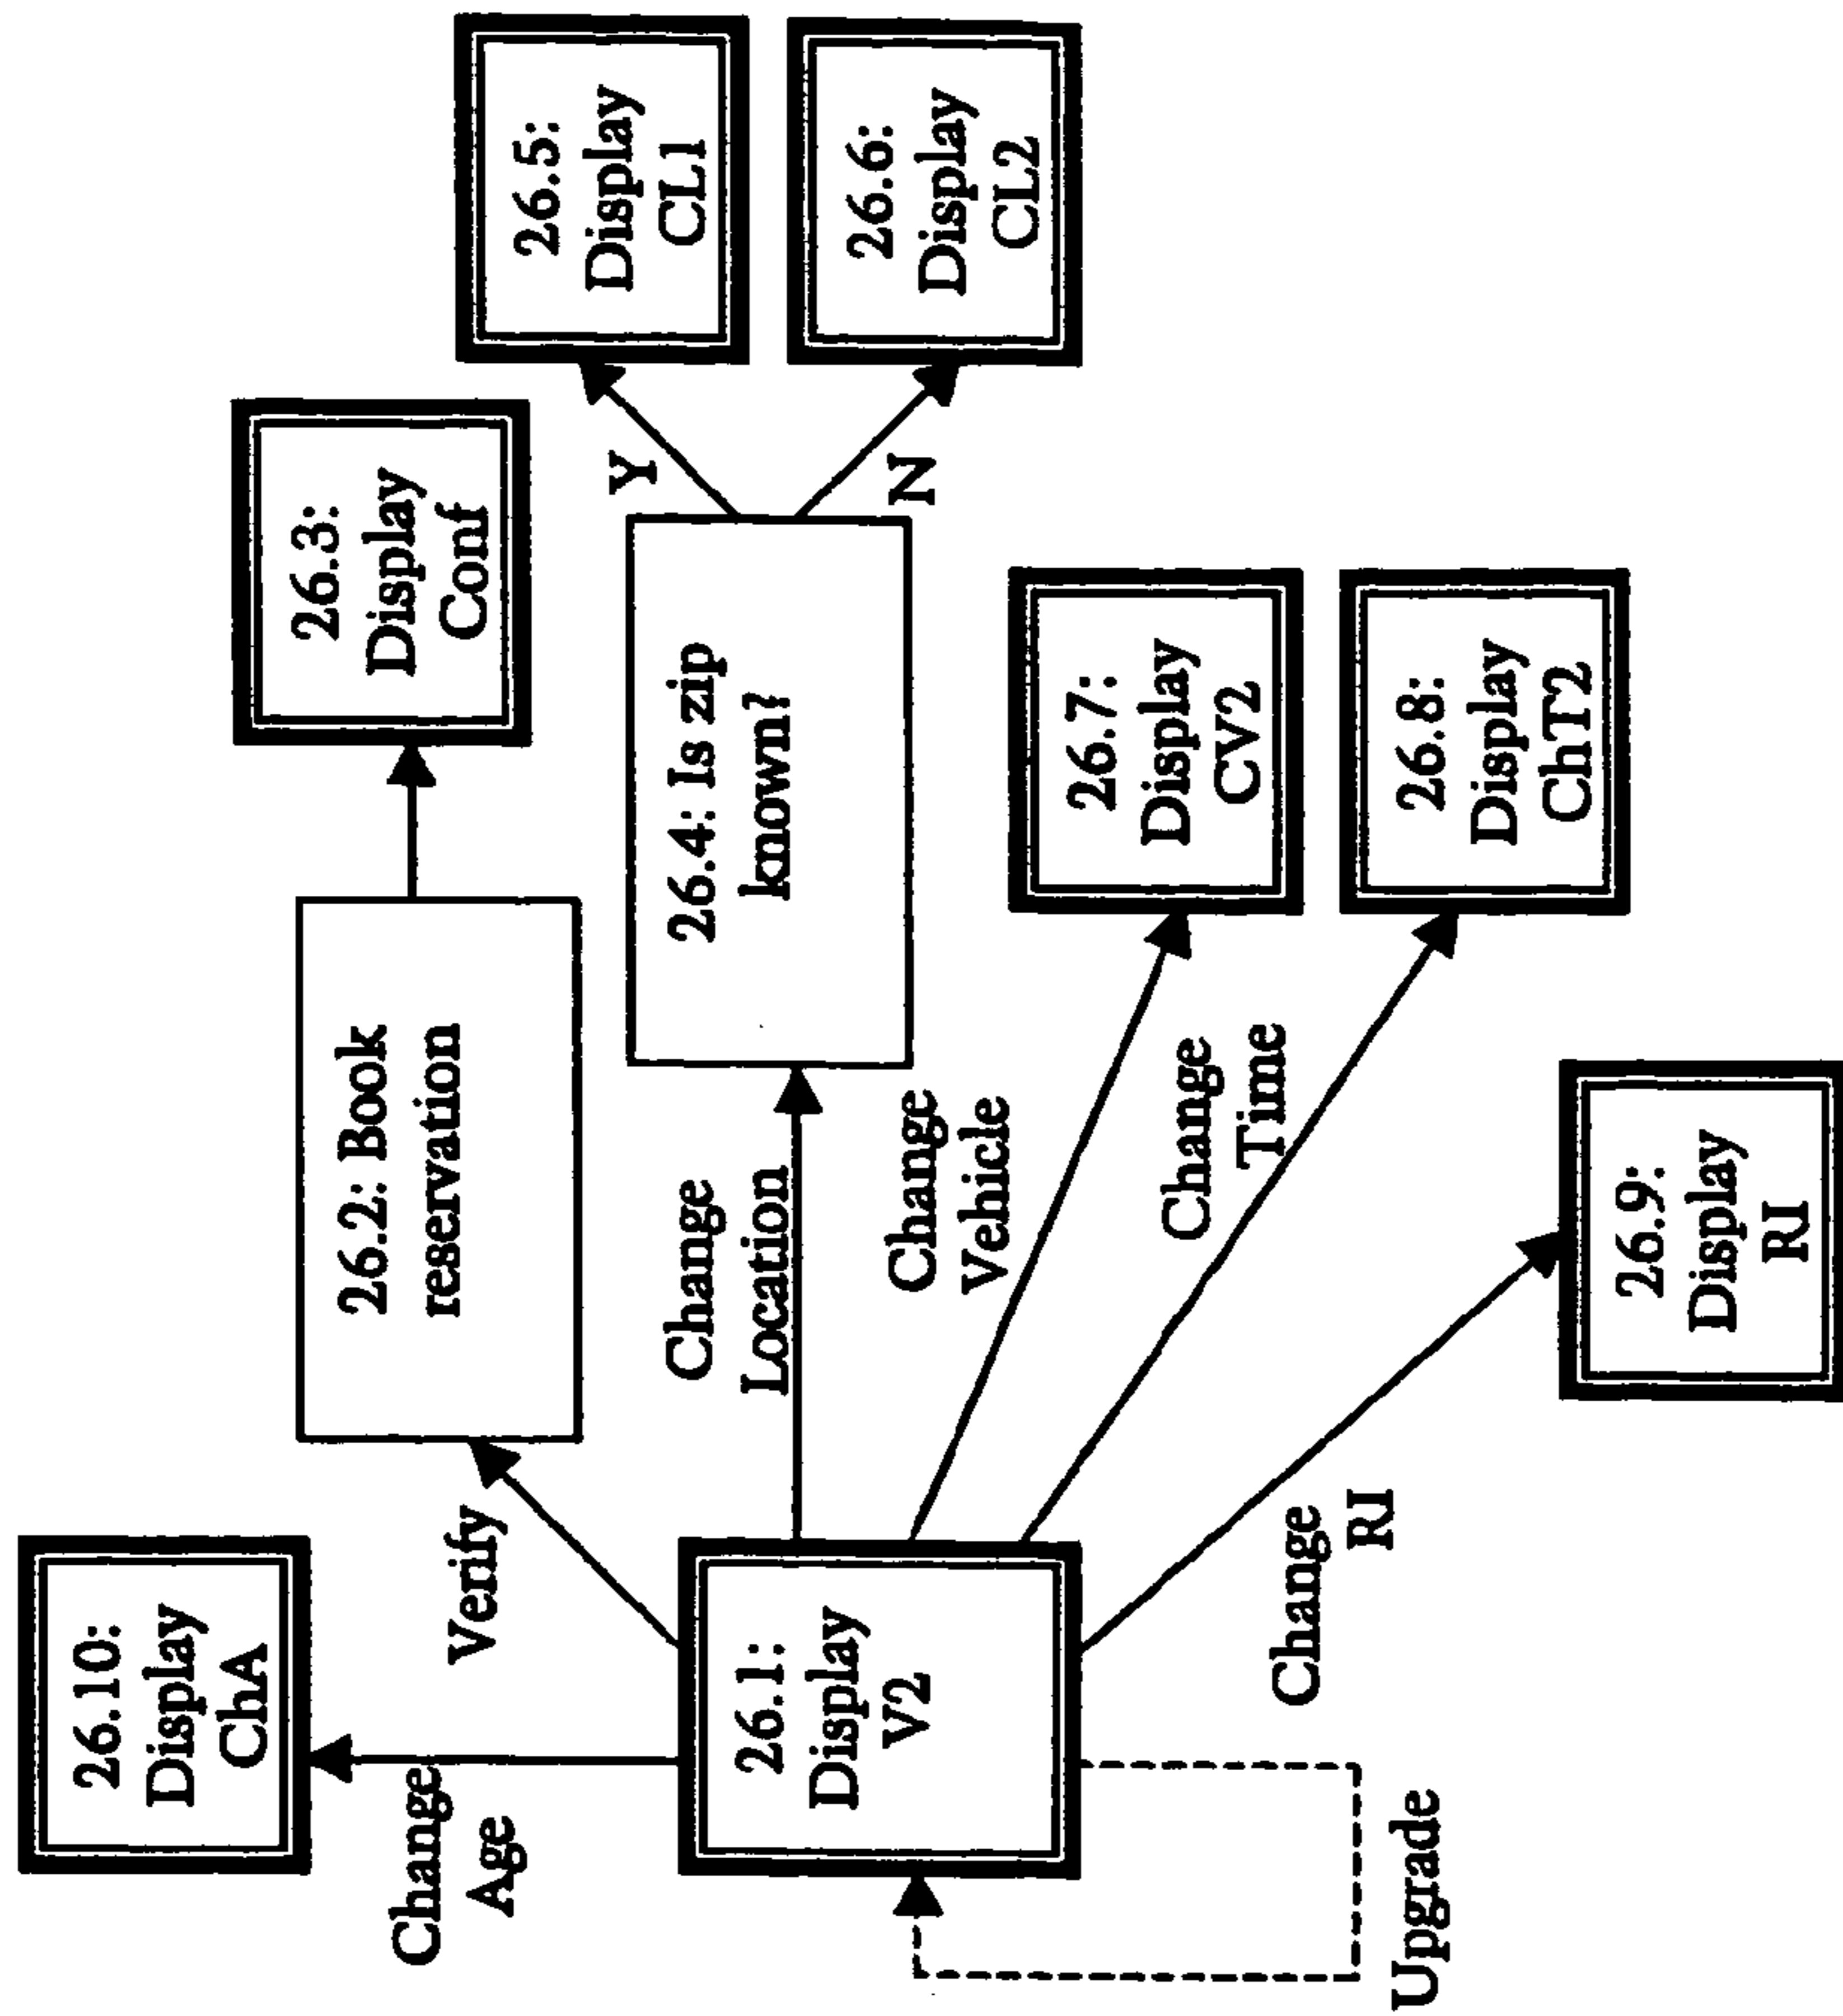 26.10:
Display
ChA
Change
Age
Verify
26.2: Book
reservation
26.3:
Display
Conf
26.1:
Display
V2
Change
Location
26.4: Is zip
known?
Y
N
26.5:
Display
CL1
26.6:
Display
CL2
Change
Vehicle
26.7:
Display
CV2
Change
Time
26.8:
Display
ChT2
Change
RI
26.9:
Display
RI
Upgrade